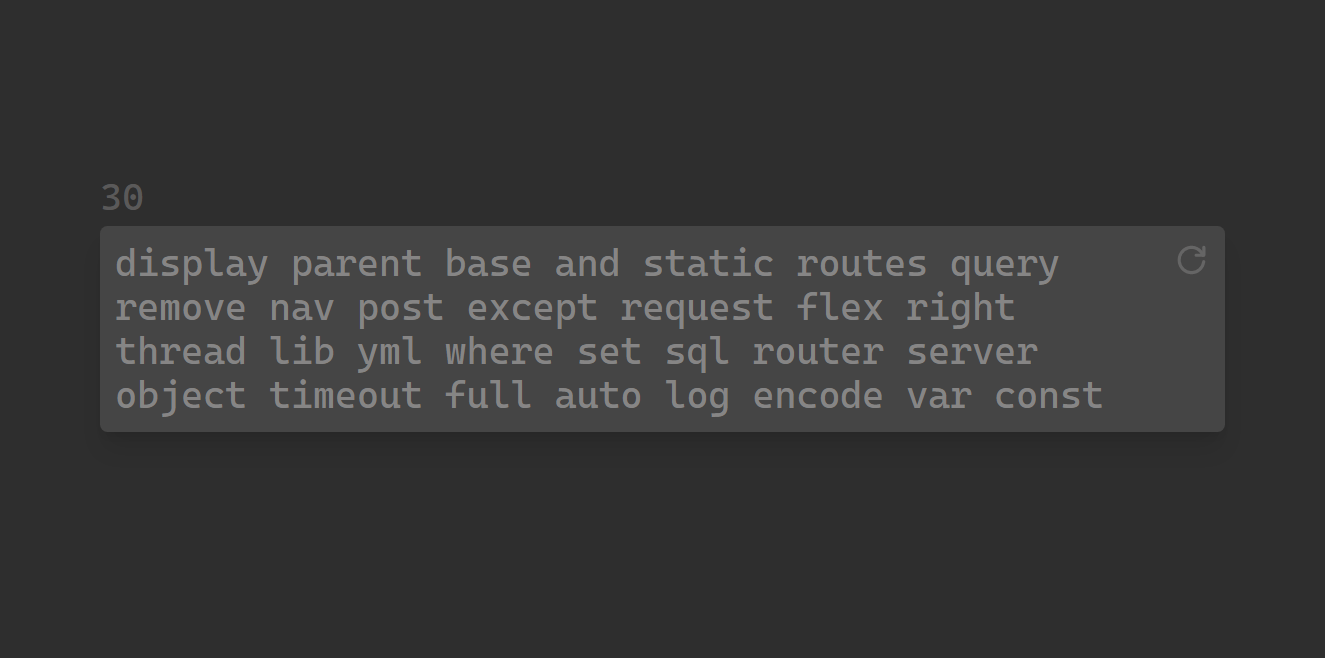 30
display parent base and static routes query
remove nav post except request flex right
thread lib yml where set sql router server
object timeout full auto log encode var const